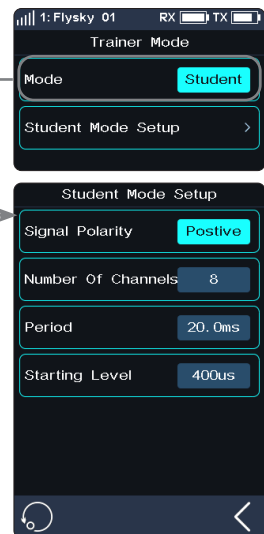 1: Flysky 01 RX TX
Trainer Mode
Mode Student
Student Mode Setup >
Student Mode Setup
Signal Polarity Postive
Number Of Channels 8
Period 20.0ms
Starting Level 400us